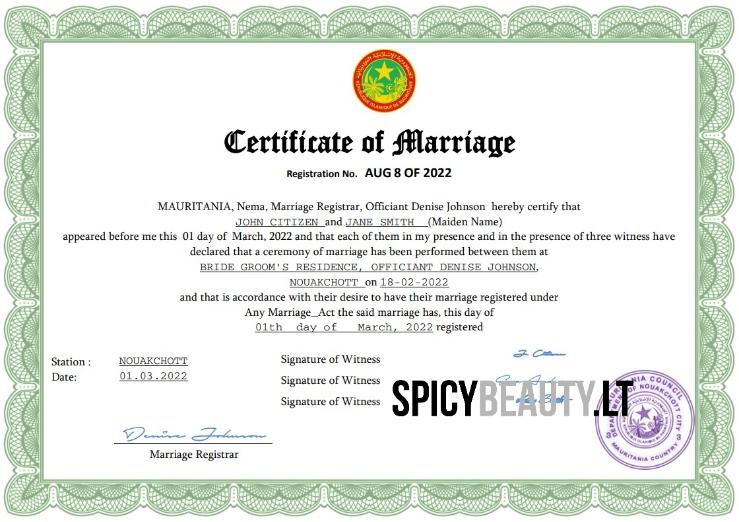 Certificate of Marriage
Registration No. AUG 8 OF 2022
MAURITANIA, Nema, Marriage Registrar, Officiant Denise Johnson hereby certify that
JOHN CITIZEN and JANE SMITH (Maiden Name)
appeared before me this 01 day of March, 2022 and that each of them in my presence and in the presence of three witness have
declared that a ceremony of marriage has been performed between them at
BRIDE GROOM'S RESIDENCE, OFFICIANT DENISE JOHNSON,
NOUAKCHOTT on 18-02-2022
and that is accordance with their desire to have their marriage registered under
Any Marriage_Act the said marriage has, this day of
01th day of March, 2022 registered
Station : NOUAKCHOTT
Date: 01.03.2022
Signature of Witness
Signature of Witness
Signature of Witness
SPICYBEAUTY.LT
MAURITANIA COUNCIL
DEPARTMENT OF NOUAKCHOTT CITY
MAURITANIA COUNTRY
Denise Johnson
Marriage Registrar